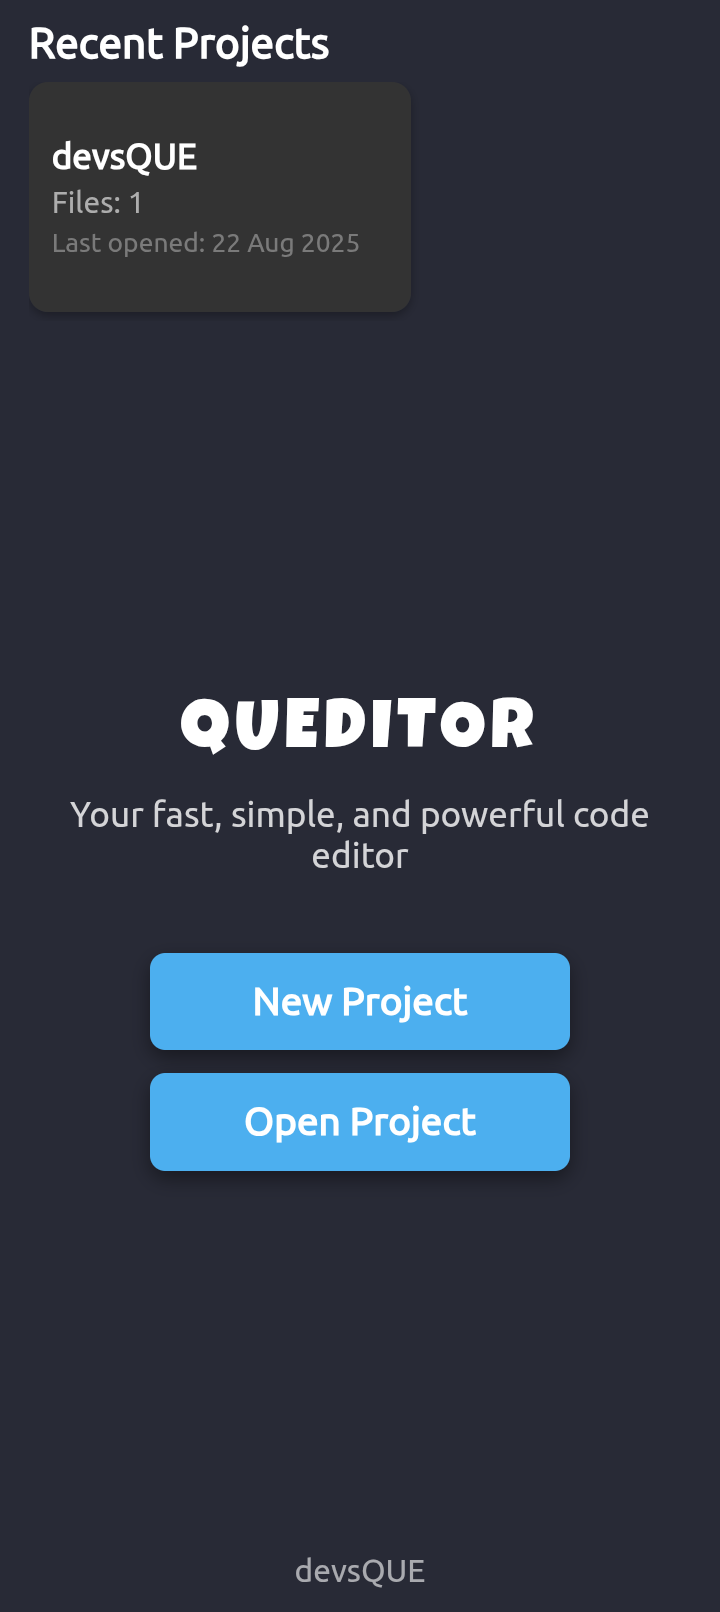 Recent Projects
devsQUE
Files: 1
Last opened: 22 Aug 2025
QUEDITOR
Your fast, simple, and powerful code
editor
New Project
Open Project
devsQUE